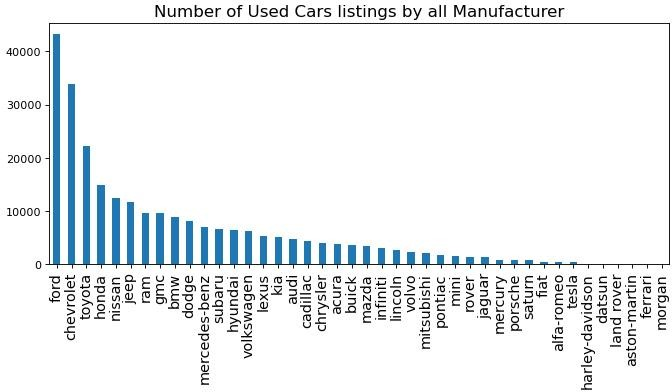 Number of Used Cars listings by all Manufacturer
40000
30000
20000
10000
0
ford
chevrolet
toyota
honda
nissan
jeep
ram
gmc
bmw
dodge
mercedes-benz
subaru
hyundai
volkswagen
lexus
kia
audi
cadillac
chrysler
acura
buick
mazda
infiniti
lincoln
volvo
mitsubishi
pontiac
mini
rover
jaguar
mercury
porsche
saturn
fiat
alfa-romeo
tesla
harley-davidson
datsun
land rover
aston-martin
ferrari
morgan